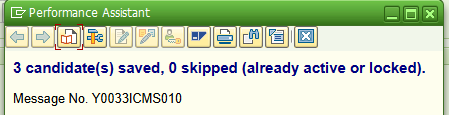 Performance Assistant
3 candidate(s) saved, 0 skipped (already active or locked).
Message No. Y0033ICMS010